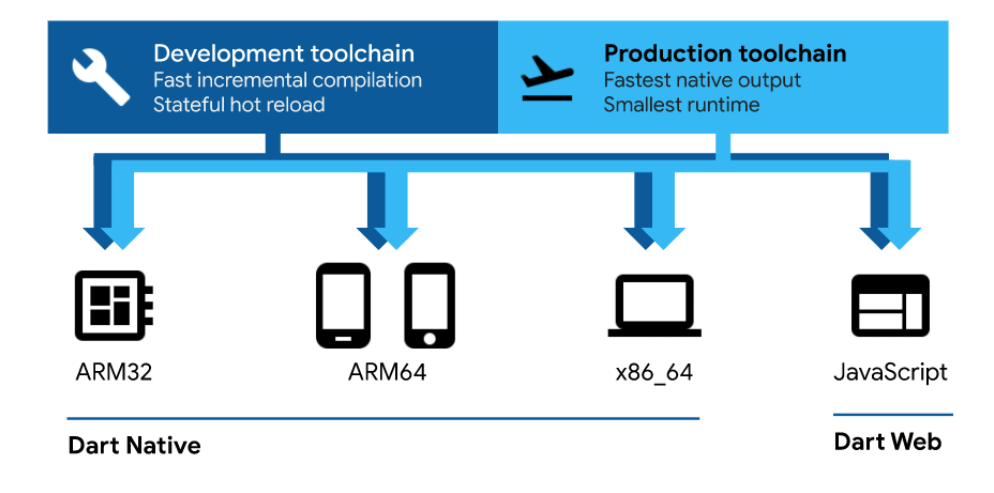 Development toolchain
Fast incremental compilation
Stateful hot reload
Production toolchain
Fastest native output
Smallest runtime
ARM32
ARM64
x86_64
JavaScript
Dart Native
Dart Web